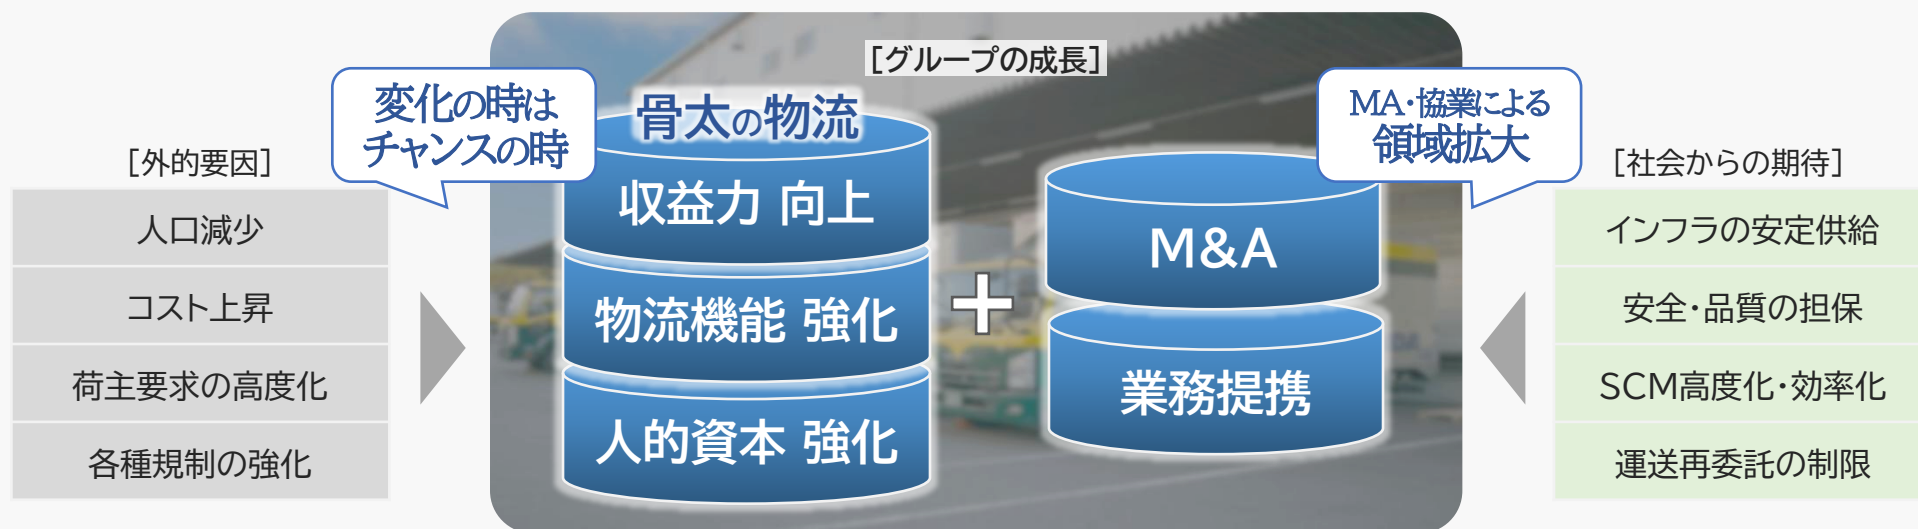 [グループの成長]
変化の時は
チャンスの時
骨太の物流
MA・協業による
領域拡大
[外的要因]
人口減少
コスト上昇
荷主要求の高度化
各種規制の強化
収益力 向上
物流機能 強化
人的資本 強化
+
M&A
業務提携
[社会からの期待]
インフラの安定供給
安全・品質の担保
SCM高度化・効率化
運送再委託の制限